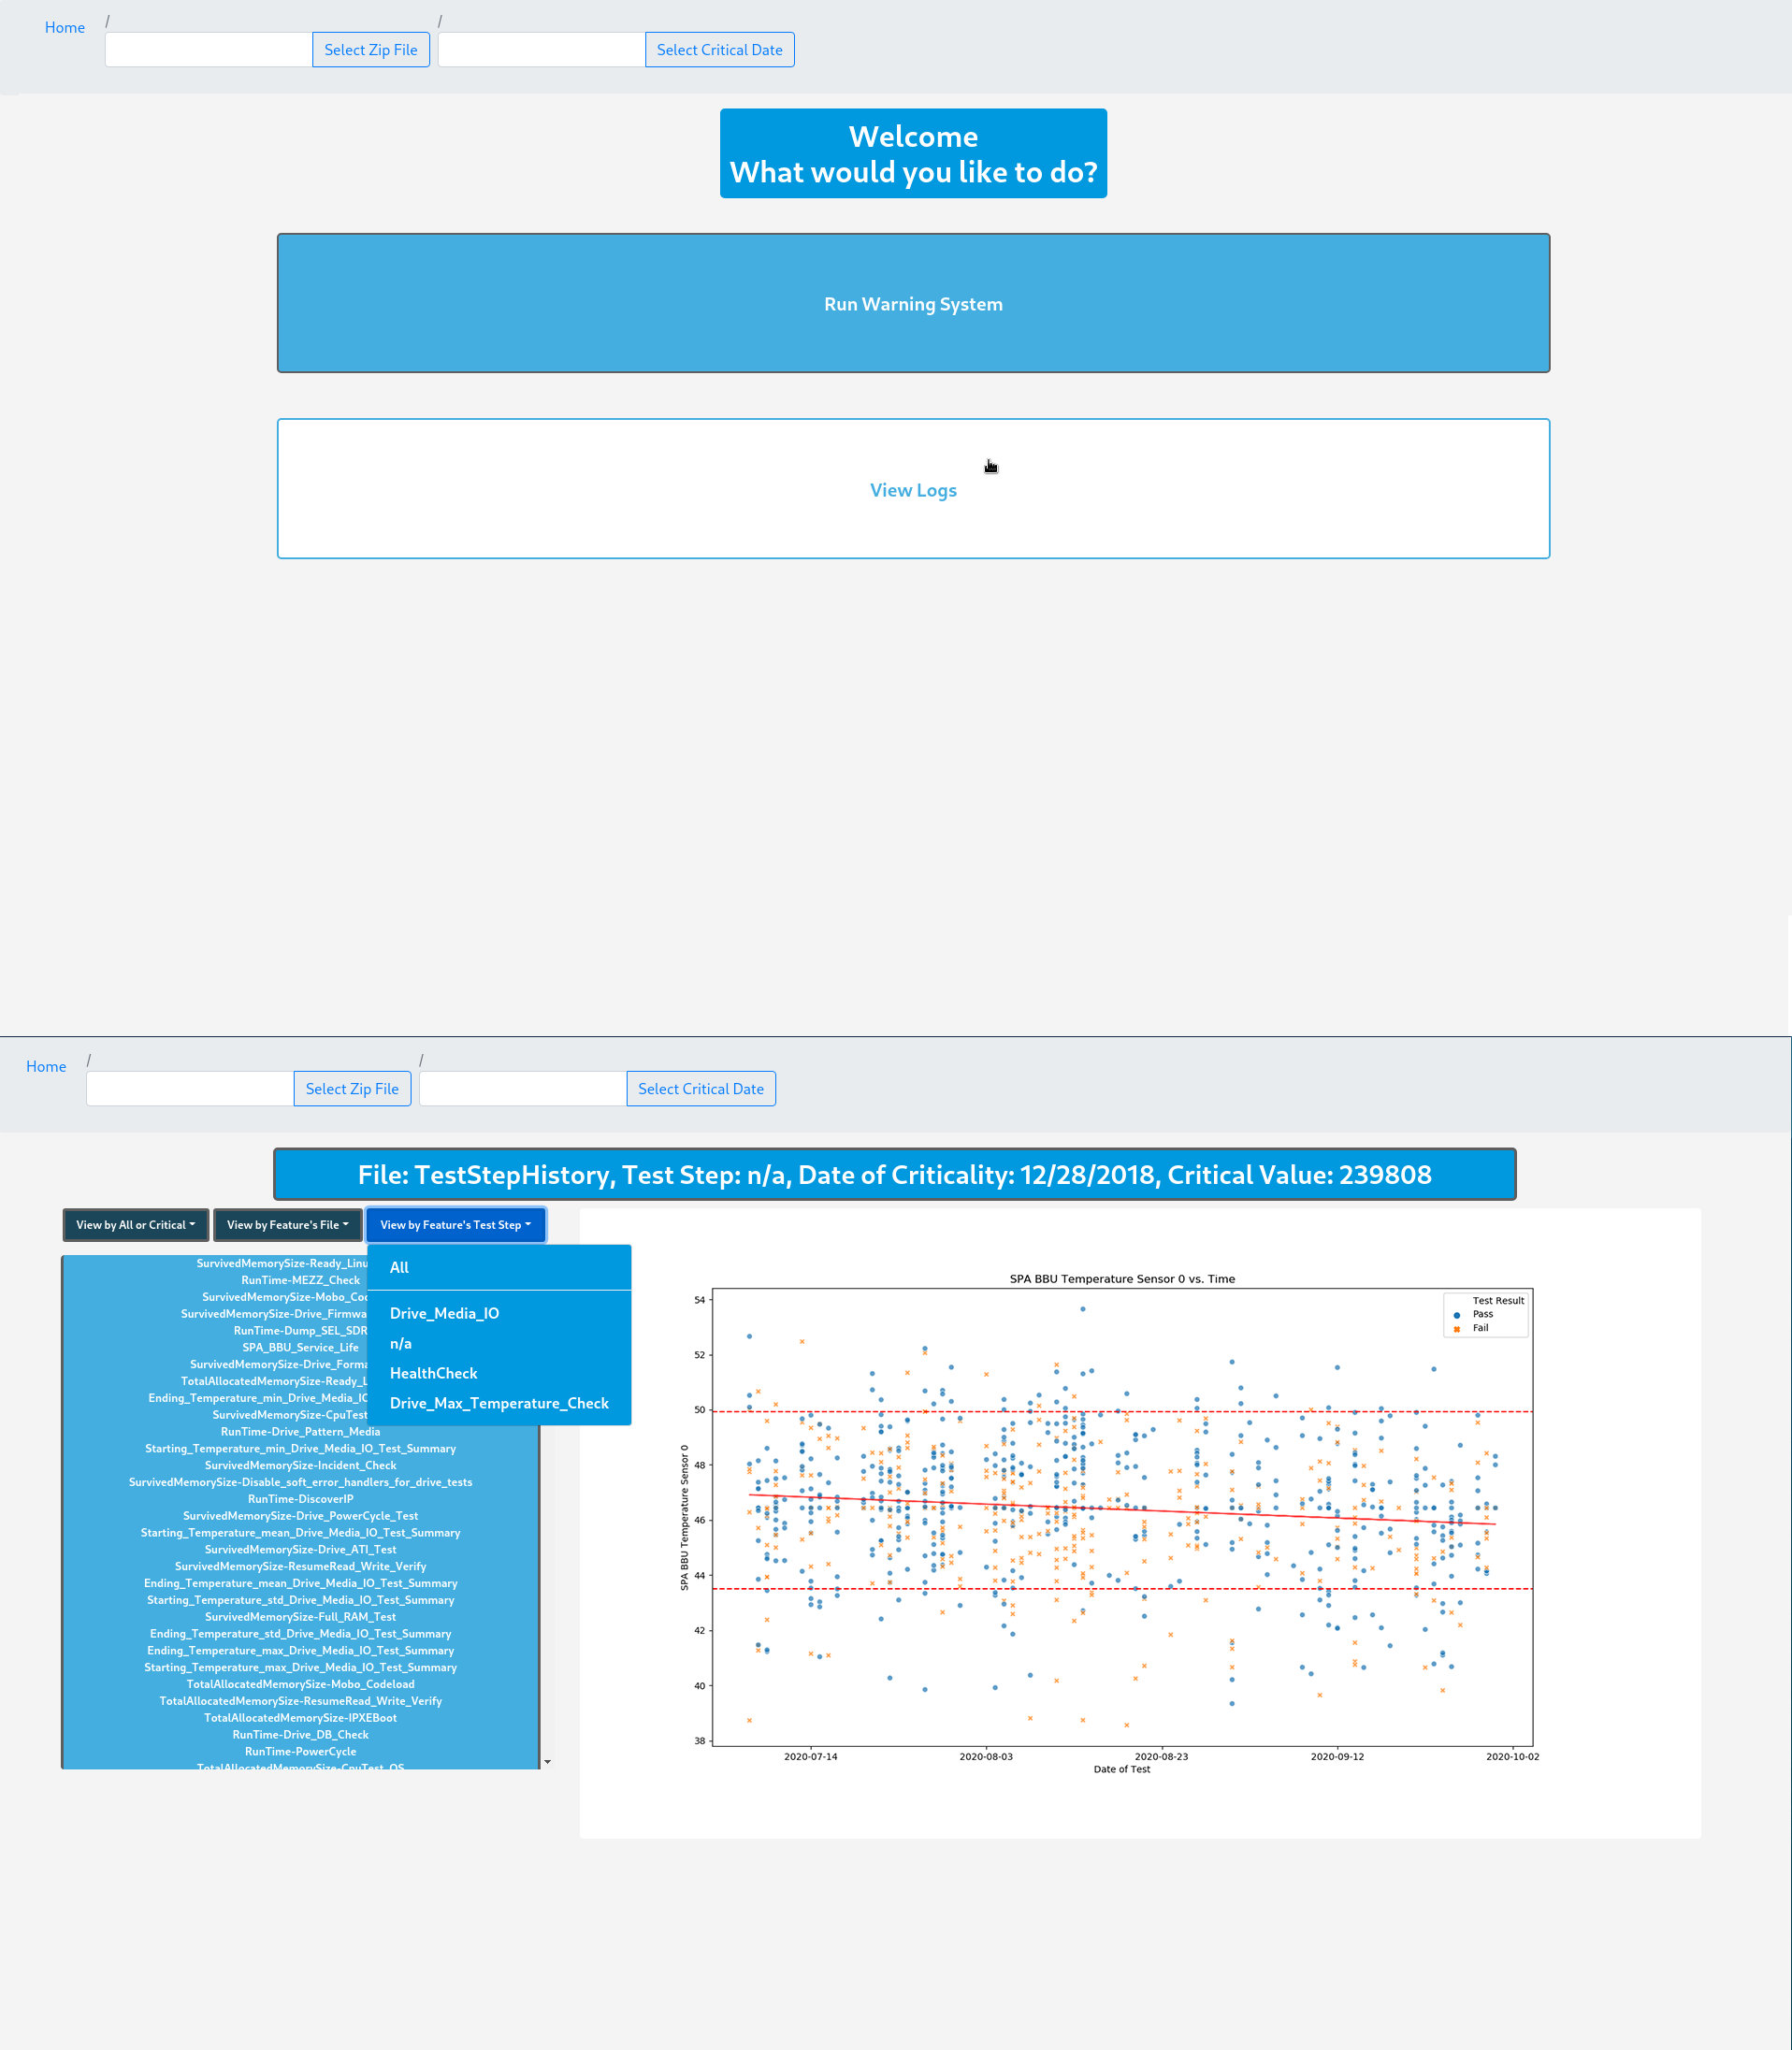 Home
/
Select Zip File
/
Select Critical Date
Welcome
What would you like to do?
Run Warning System
View Logs
Home
/
Select Zip File
/
Select Critical Date
File: TestStepHistory, Test Step: n/a, Date of Criticality: 12/28/2018, Critical Value: 239808
View by All or Critical
View by Feature's File
View by Feature's Test Step
All
Drive_Media_IO
n/a
HealthCheck
Drive_Max_Temperature_Check
SurvivedMemorySize-Ready_Linu
RunTime-MEZZ_Check
SurvivedMemorySize-Mobo_Co
SurvivedMemorySize-Drive_Firmwa
RunTime-Dump_SEL_SDR
SPA_BBU_Service_Life
SurvivedMemorySize-Drive_Forma
TotalAllocatedMemorySize-Ready_L
Ending_Temperature_min_Drive_Media_IO
SurvivedMemorySize-CpuTest
RunTime-Drive_Pattern_Media
Starting_Temperature_min_Drive_Media_IO_Test_Summary
SurvivedMemorySize-Incident_Check
SurvivedMemorySize-Disable_soft_error_handlers_for_drive_tests
RunTime-DiscoverIP
SurvivedMemorySize-Drive_PowerCycle_Test
Starting_Temperature_mean_Drive_Media_IO_Test_Summary
SurvivedMemorySize-Drive_ATI_Test
SurvivedMemorySize-ResumeRead_Write_Verify
Ending_Temperature_mean_Drive_Media_IO_Test_Summary
Starting_Temperature_std_Drive_Media_IO_Test_Summary
SurvivedMemorySize-Full_RAM_Test
Ending_Temperature_std_Drive_Media_IO_Test_Summary
Ending_Temperature_max_Drive_Media_IO_Test_Summary
Starting_Temperature_max_Drive_Media_IO_Test_Summary
TotalAllocatedMemorySize-Mobo_Codeload
TotalAllocatedMemorySize-ResumeRead_Write_Verify
TotalAllocatedMemorySize-IPXEBoot
RunTime-Drive_DB_Check
RunTime-PowerCycle
TotalAllocatedMemorySize-CpuTest_OS
SPA BBU Temperature Sensor 0 vs. Time
Test Result
Pass
Fail
SPA BBU Temperature Sensor 0
54
52
50
48
46
44
42
40
38
2020-07-14
2020-08-03
2020-08-23
2020-09-12
2020-10-02
Date of Test